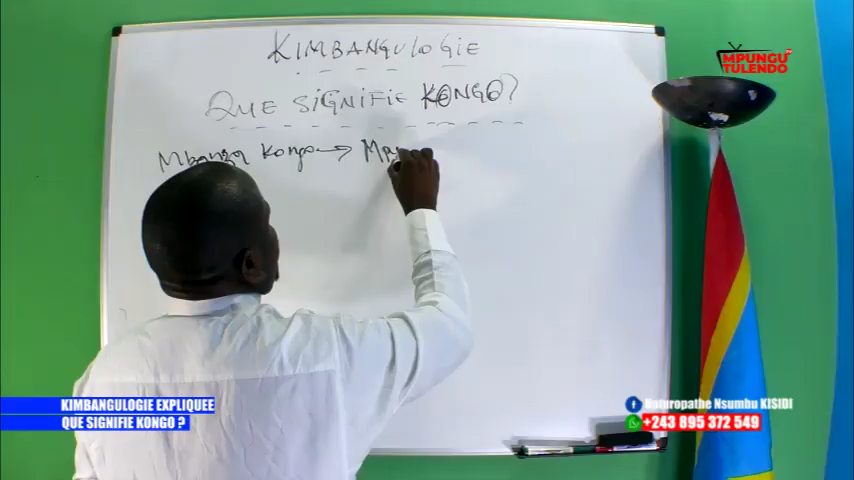 KIMBANGULOGIE
QUE SIGNIFIE KONGO?
Mbanza Kongo → Mp
MPUNGU
TULENDO
KIMBANGULOGIE EXPLIQUEE
QUE SIGNIFIE KONGO ?
Naturopathe Nsumbu KISIDI
+243 895 372 549